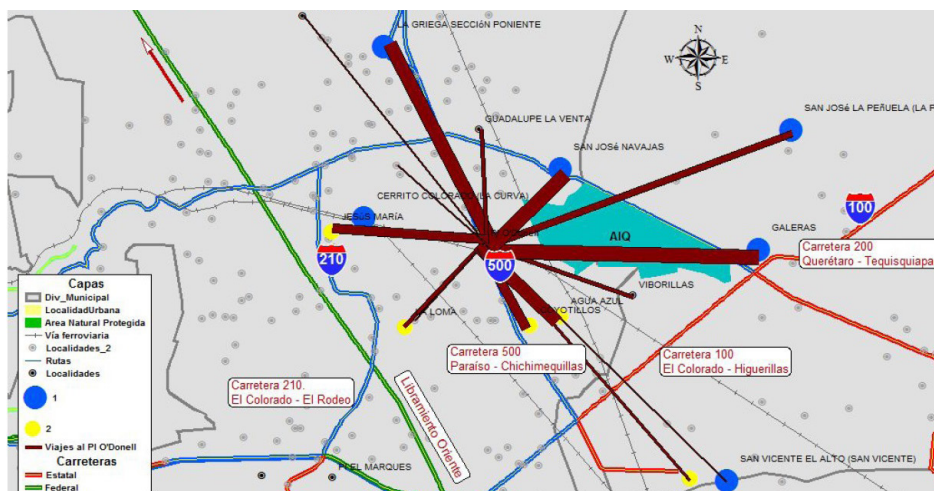 LA GRIEGA SECCIÓN PONIENTE
N
W E
S
GUADALUPE LA VENTA
SAN JOSé LA PEñUELA (LA P
SAN JOSé NAVAJAS
CERRITO COLORADO (LA CURVA)
JESúS MARÍA
100
AIQ
GALERAS
210
500
Carretera 200
Querétaro - Tequisquiapa
VIBORILLAS
AGUA AZUL
LA LOMA
Capas
Div_Municipal
LocalidadUrbana
Area Natural Protegida
Vía ferroviaria
Localidades_2
Rutas
Localidades
1
2
Viajes al PI O'Donell
Carreteras
Estatal
Federal
Carretera 210.
El Colorado - El Rodeo
Libramiento Oriente
Carretera 500
Paraíso - Chichimequillas
Carretera 100
El Colorado - Higuerillas
EL MARQUES
SAN VICENTE EL ALTO (SAN VICENTE)